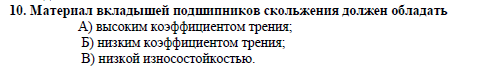 10. Материал вкладышей подшипников скольжения должен обладать
А) высоким коэффициентом трения;
Б) низким коэффициентом трения;
В) низкой износостойкостью.